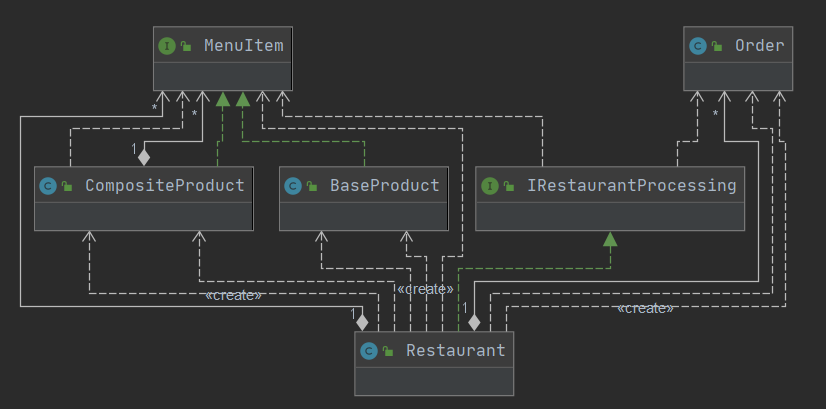 I MenuItem
C Order
* * *
1
C CompositeProduct
C BaseProduct
I IRestaurantProcessing
«create» «create»
1 1 «create»
C Restaurant